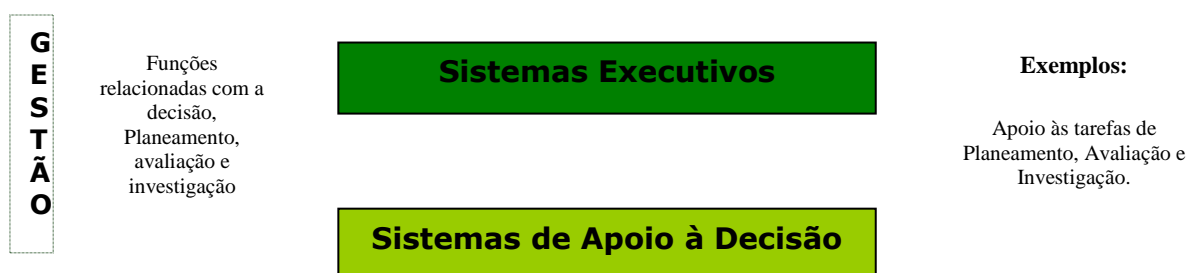 GESTÃO
Funções
relacionadas com a
decisão,
Planeamento,
avaliação e
investigação
Sistemas Executivos
Sistemas de Apoio à Decisão
Exemplos:
Apoio às tarefas de
Planeamento, Avaliação e
Investigação.